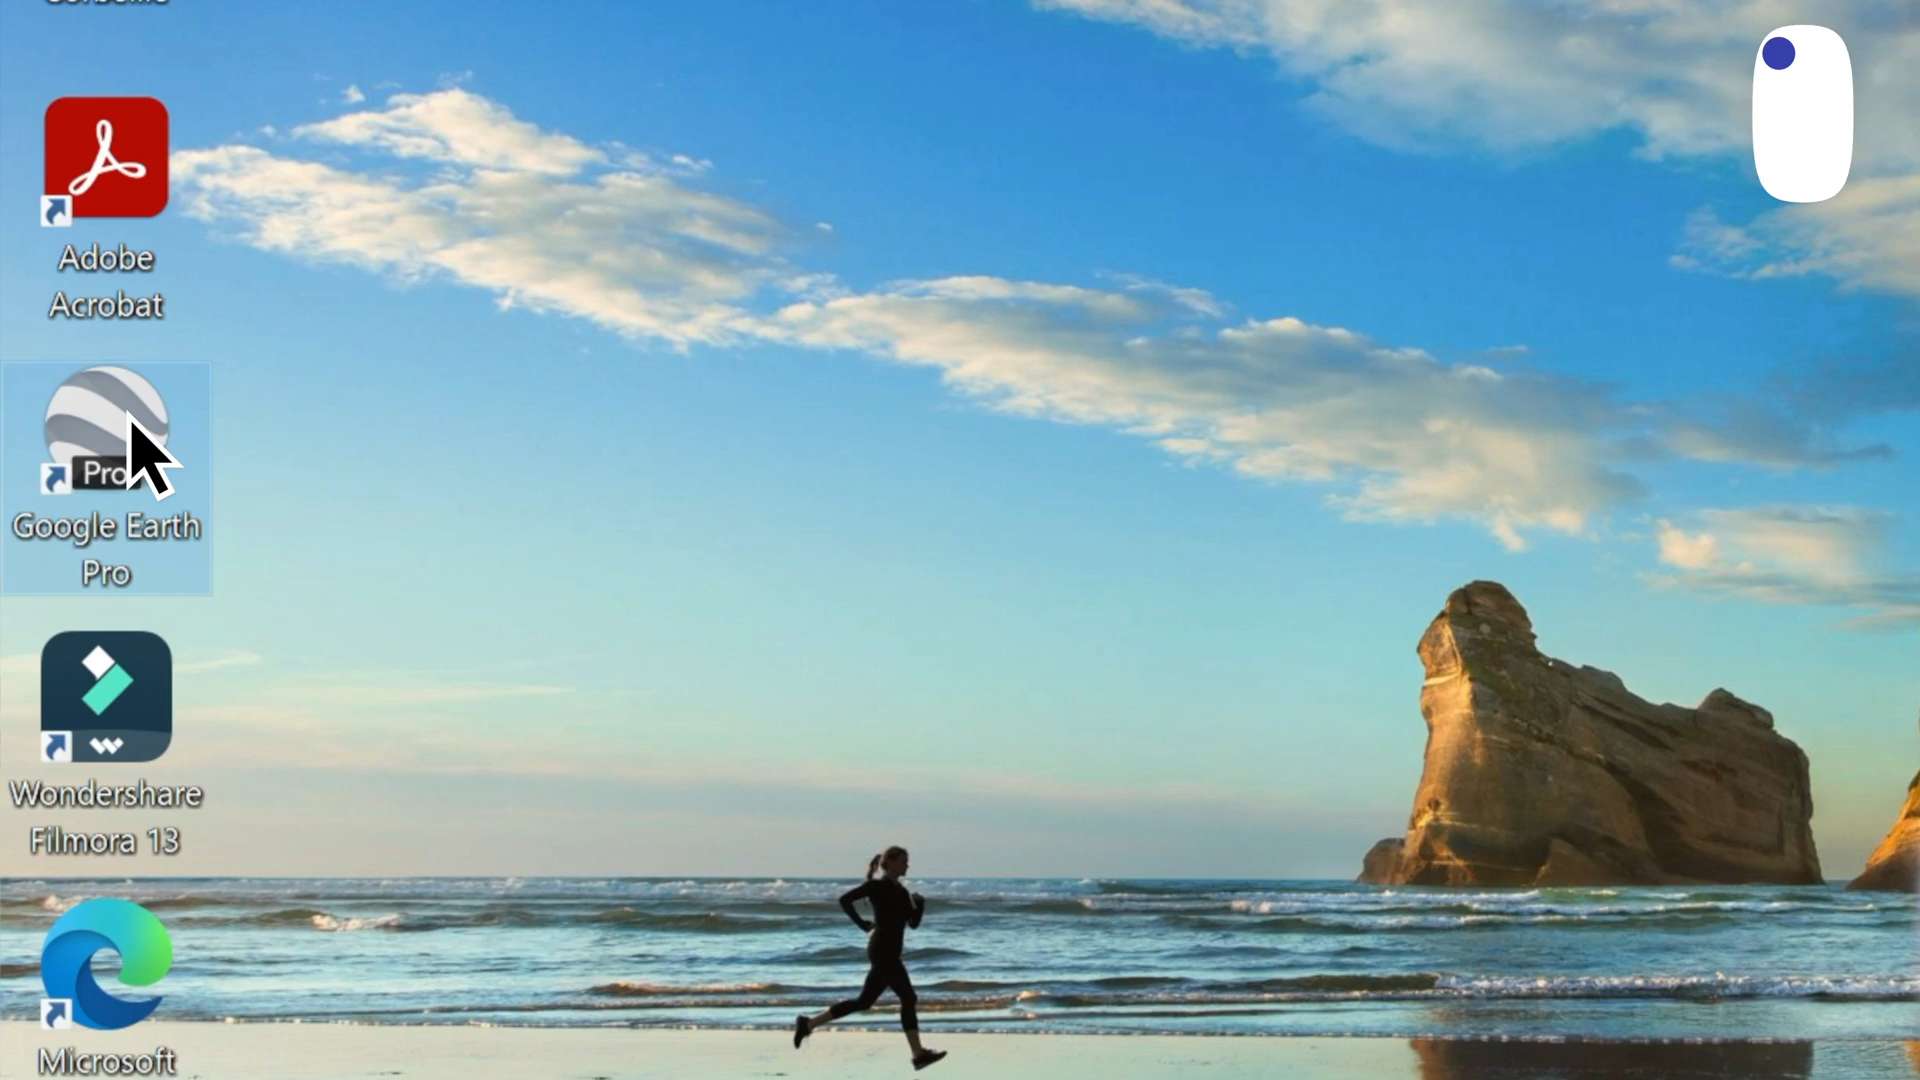 Adobe
Acrobat
Pro
Google Earth
Pro
Wondershare
Filmora 13
Microsoft